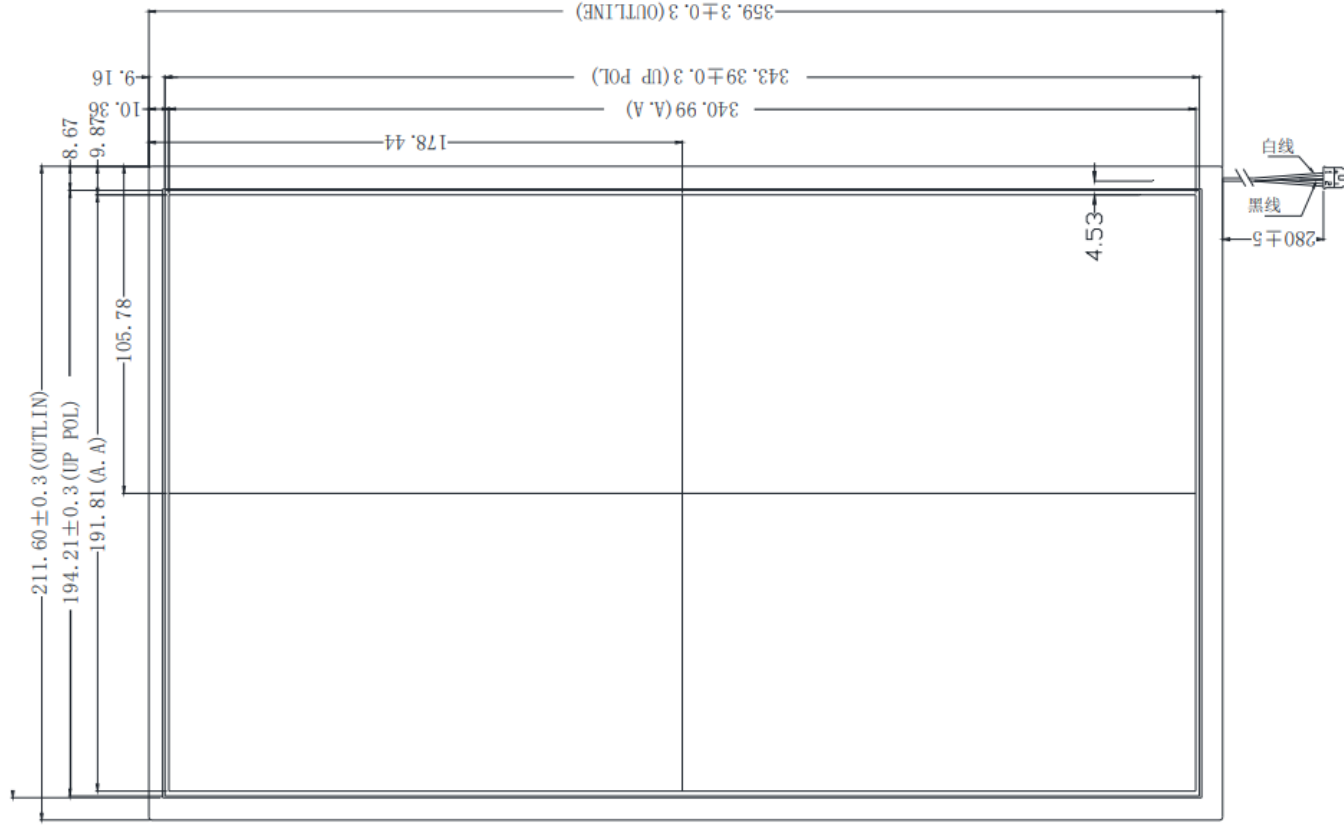 359.3±0.3(OUTLINE)
343.39±0.3(UP POL)
9.16
340.99(A.A)
10.36
178.44
8.67
9.87
105.78
211.60±0.3(OUTLIN)
194.21±0.3(UP POL)
191.81(A.A)
4.53
白线
1
2
黑线
280±5